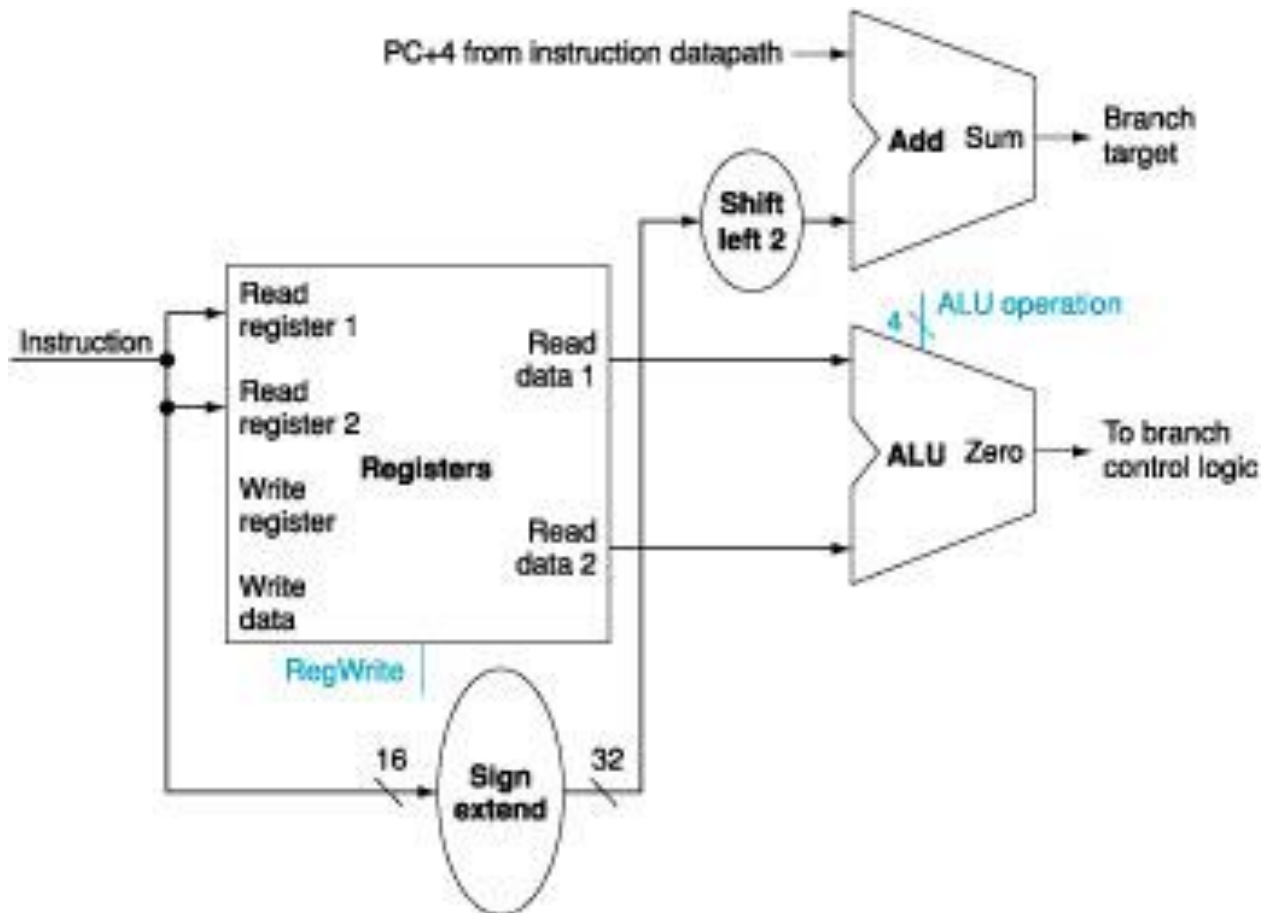 PC+4 from instruction datapath
Add Sum
Branch
target
Shift
left 2
4
ALU operation
Instruction
Read
register 1
Read
register 2
Registers
Write
register
Write
data
Read
data 1
Read
data 2
ALU Zero
To branch
control logic
RegWrite
16
Sign
extend
32